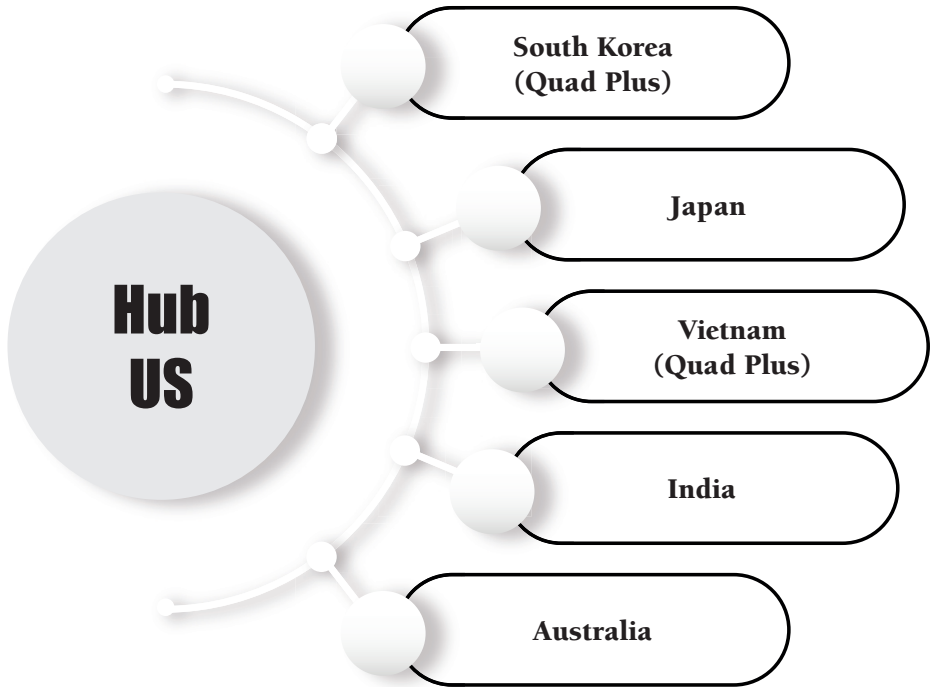 Hub
US
South Korea
(Quad Plus)
Japan
Vietnam
(Quad Plus)
India
Australia